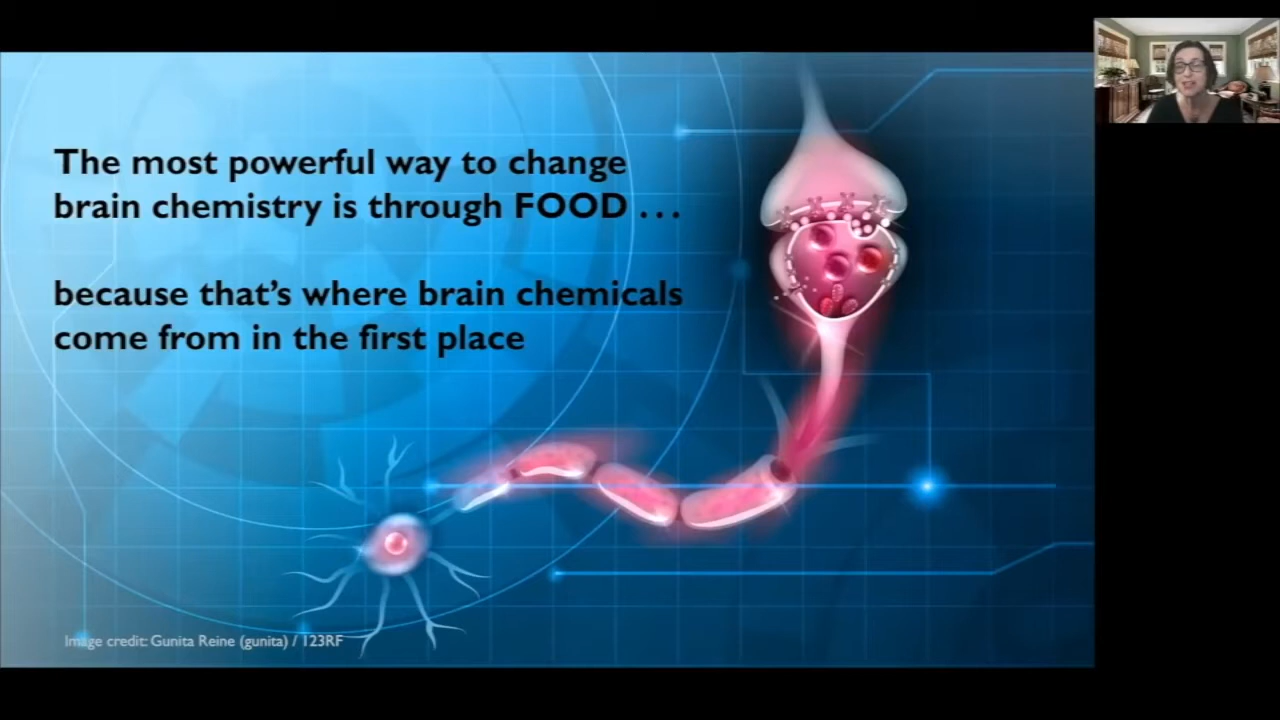 The most powerful way to change
brain chemistry is through FOOD . . .
because that’s where brain chemicals
come from in the first place
Image credit: Gunita Reine (gunita) / 123RF